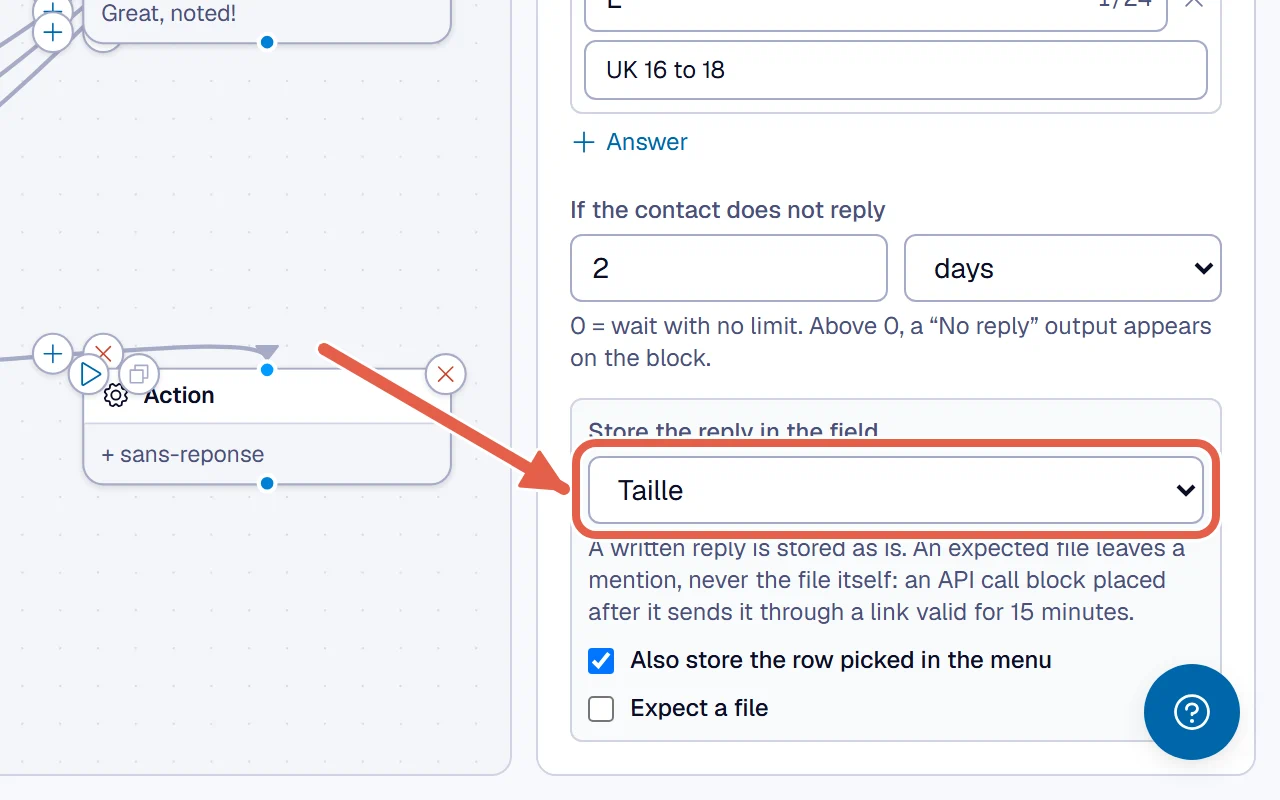 Great, noted!
1/24
UK 16 to 18
Answer
If the contact does not reply
2
days
0 = wait with no limit. Above 0, a “No reply” output appears
on the block.
Action
+ sans-reponse
Store the reply in the field
Taille
A written reply is stored as is. An expected file leaves a
mention, never the file itself: an API call block placed
after it sends it through a link valid for 15 minutes.
Also store the row picked in the menu
Expect a file